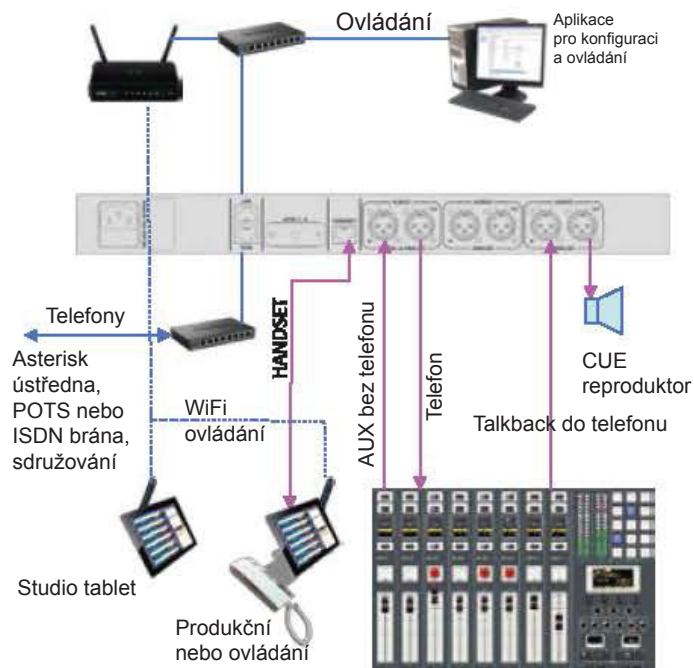 Ovládání
Aplikace
pro konfiguraci
a ovládání
HANDSET
Telefony
Asterisk
ústředna,
POTS nebo
ISDN brána,
sdružování
WiFi
ovládání
HANDSET
AUX bez telefonu
Telefon
CUE
reproduktor
Talkback do telefonu
Studio tablet
Produkční
nebo ovládání